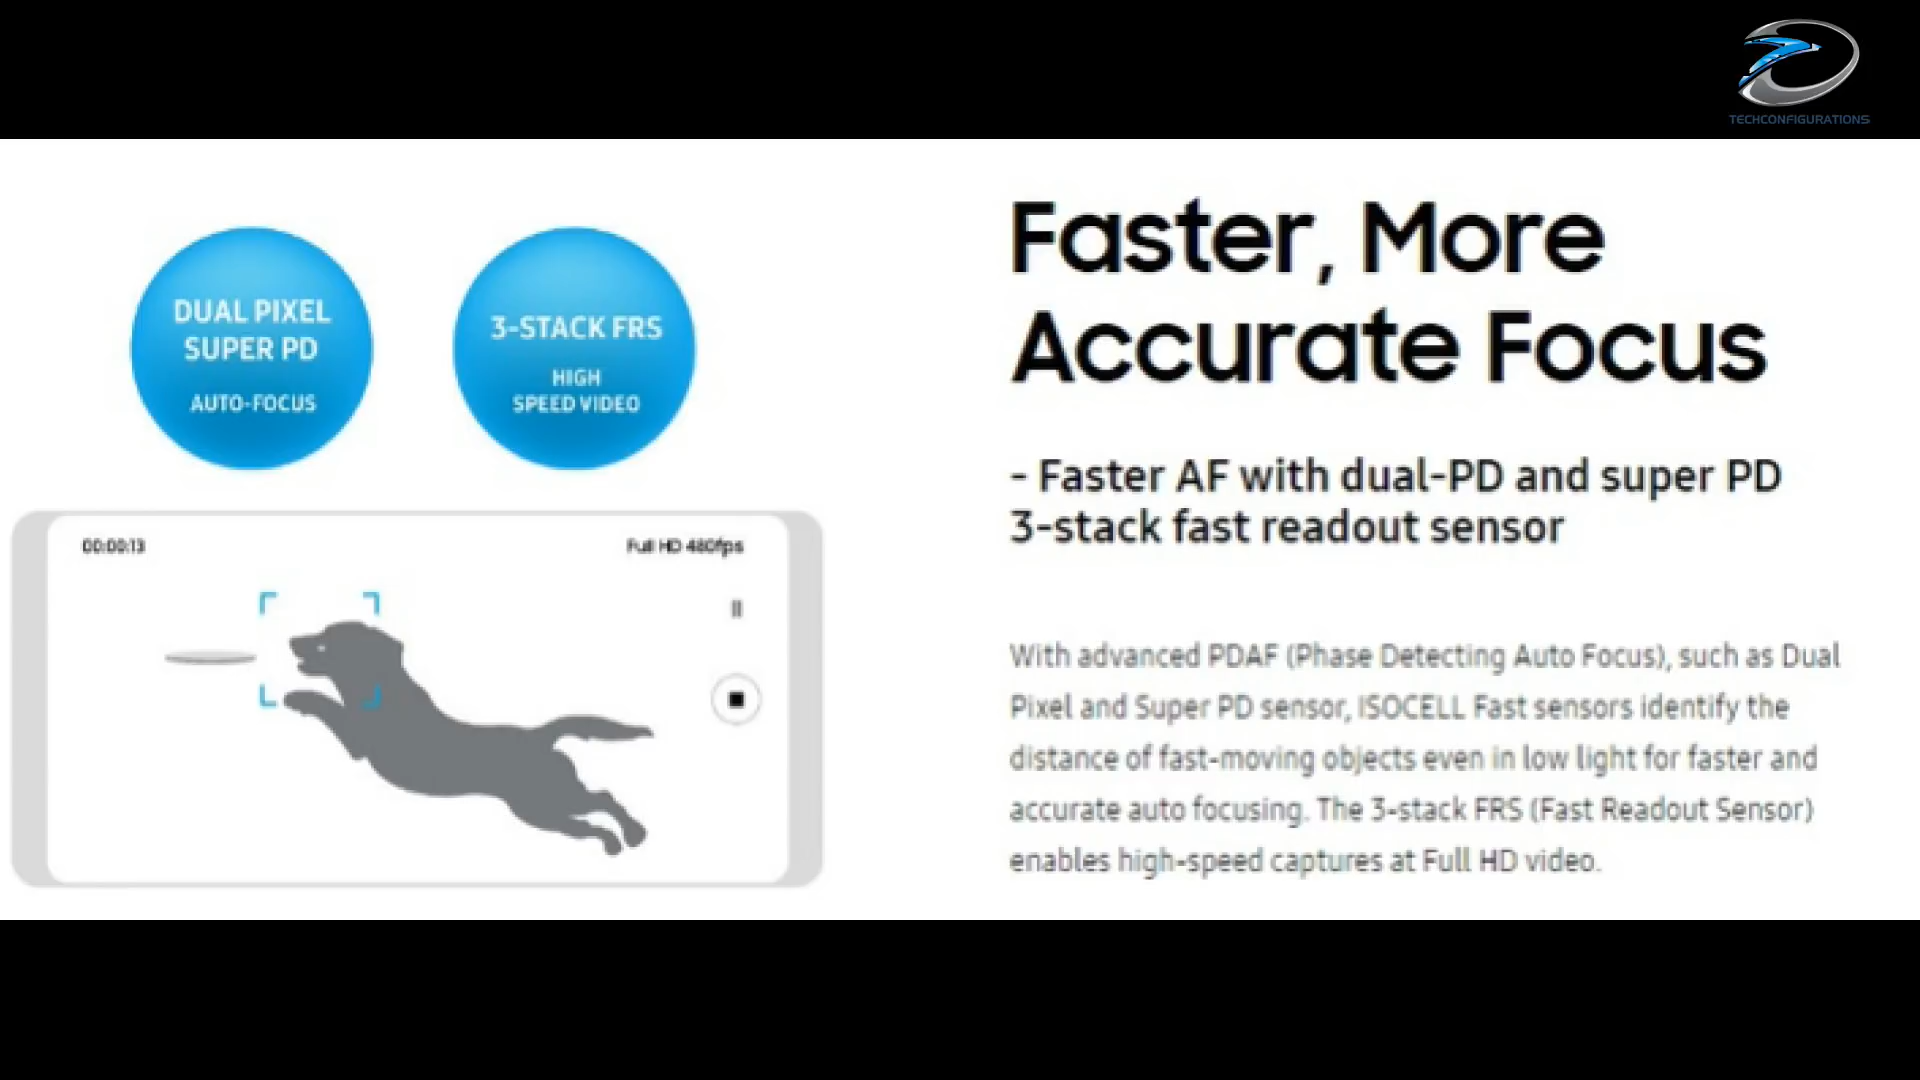 TECHCONFIGURATIONS
DUAL PIXEL
SUPER PD
AUTO-FOCUS
3-STACK FRS
HIGH
SPEED VIDEO
00:00:13
Full HD 480fps
Faster, More
Accurate Focus
- Faster AF with dual-PD and super PD
3-stack fast readout sensor
With advanced PDAF (Phase Detecting Auto Focus), such as Dual
Pixel and Super PD sensor, ISOCELL Fast sensors identify the
distance of fast-moving objects even in low light for faster and
accurate auto focusing. The 3-stack FRS (Fast Readout Sensor)
enables high-speed captures at Full HD video.